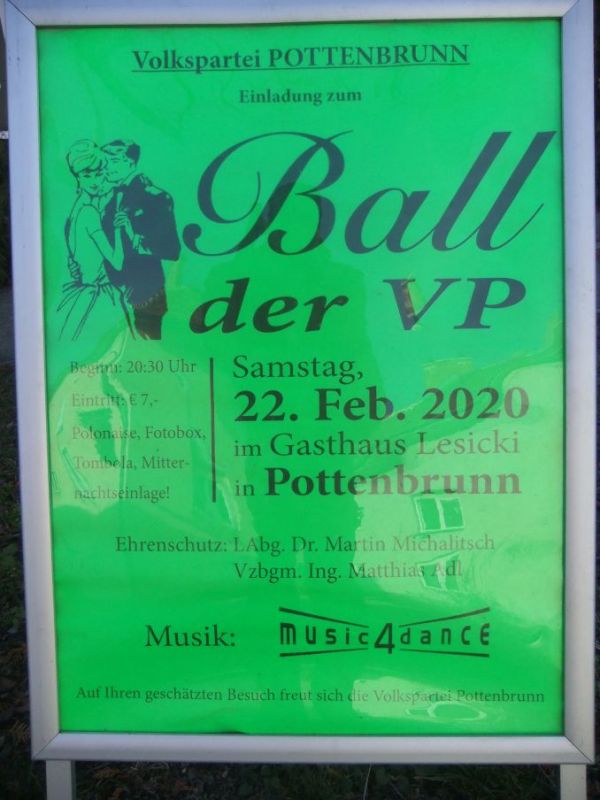 Volkspartei POTTENBRUNN
Einladung zum
Ball
der VP
Beginn: 20:30 Uhr
Eintritt: € 7,-
Polonaise, Fotobox,
Tombola, Mitter-
nachtseinlage!
Samstag,
22. Feb. 2020
im Gasthaus Lesicki
in Pottenbrunn
Ehrenschutz: LAbg. Dr. Martin Michalitsch
Vzbgm. Ing. Matthias Adl
Musik: music4dance
Auf Ihren geschätzten Besuch freut sich die Volkspartei Pottenbrunn